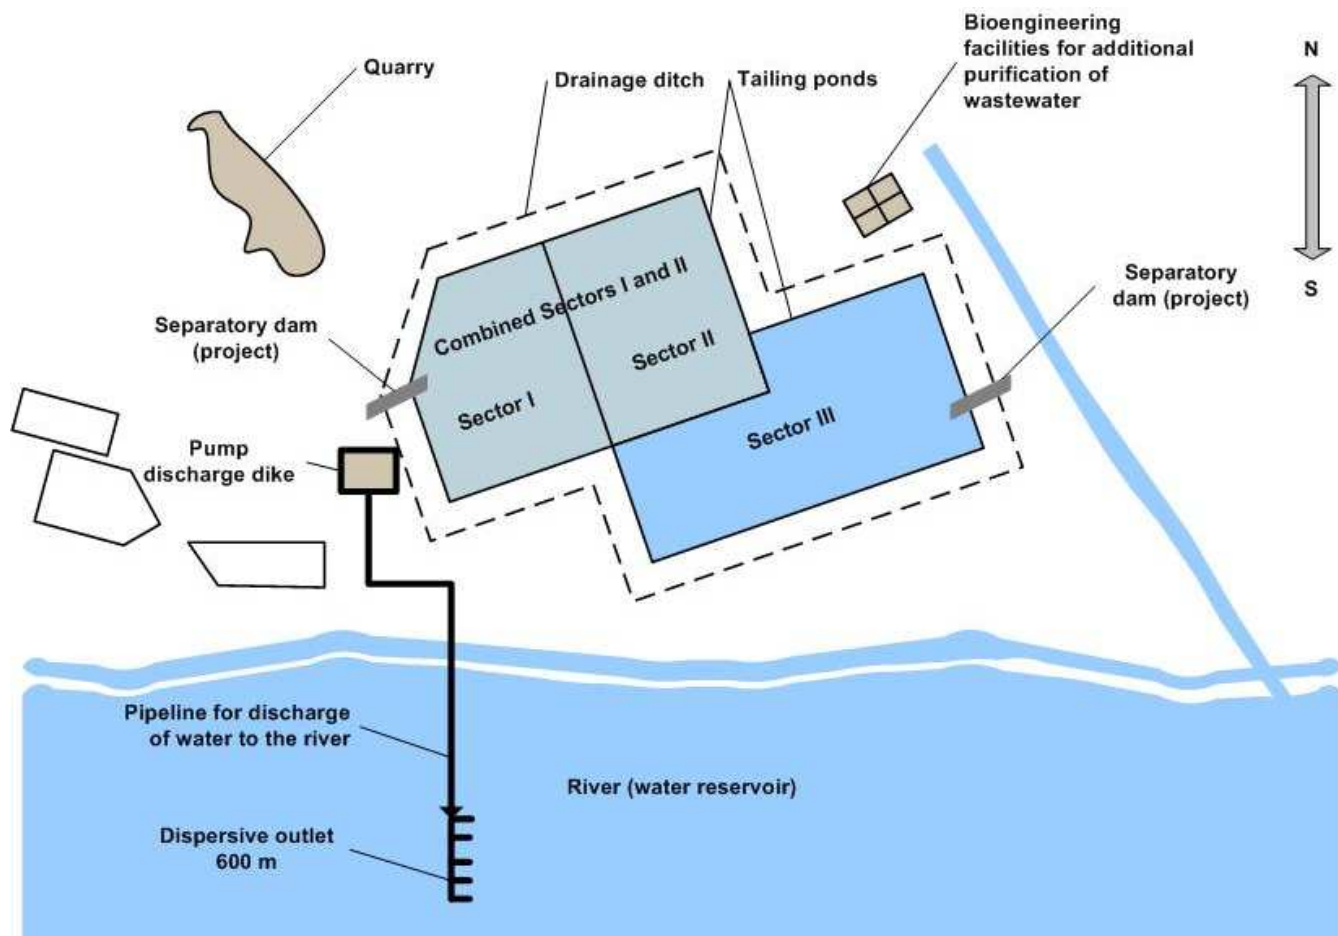 Bioengineering
facilities for additional
purification of
wastewater
N
Quarry
Drainage ditch
Tailing ponds
Separatory
dam (project)
S
Combined Sectors I and II
Separatory dam
(project)
Sector II
Sector I
Sector III
Pump
discharge dike
Pipeline for discharge
of water to the river
River (water reservoir)
Dispersive outlet
600 m